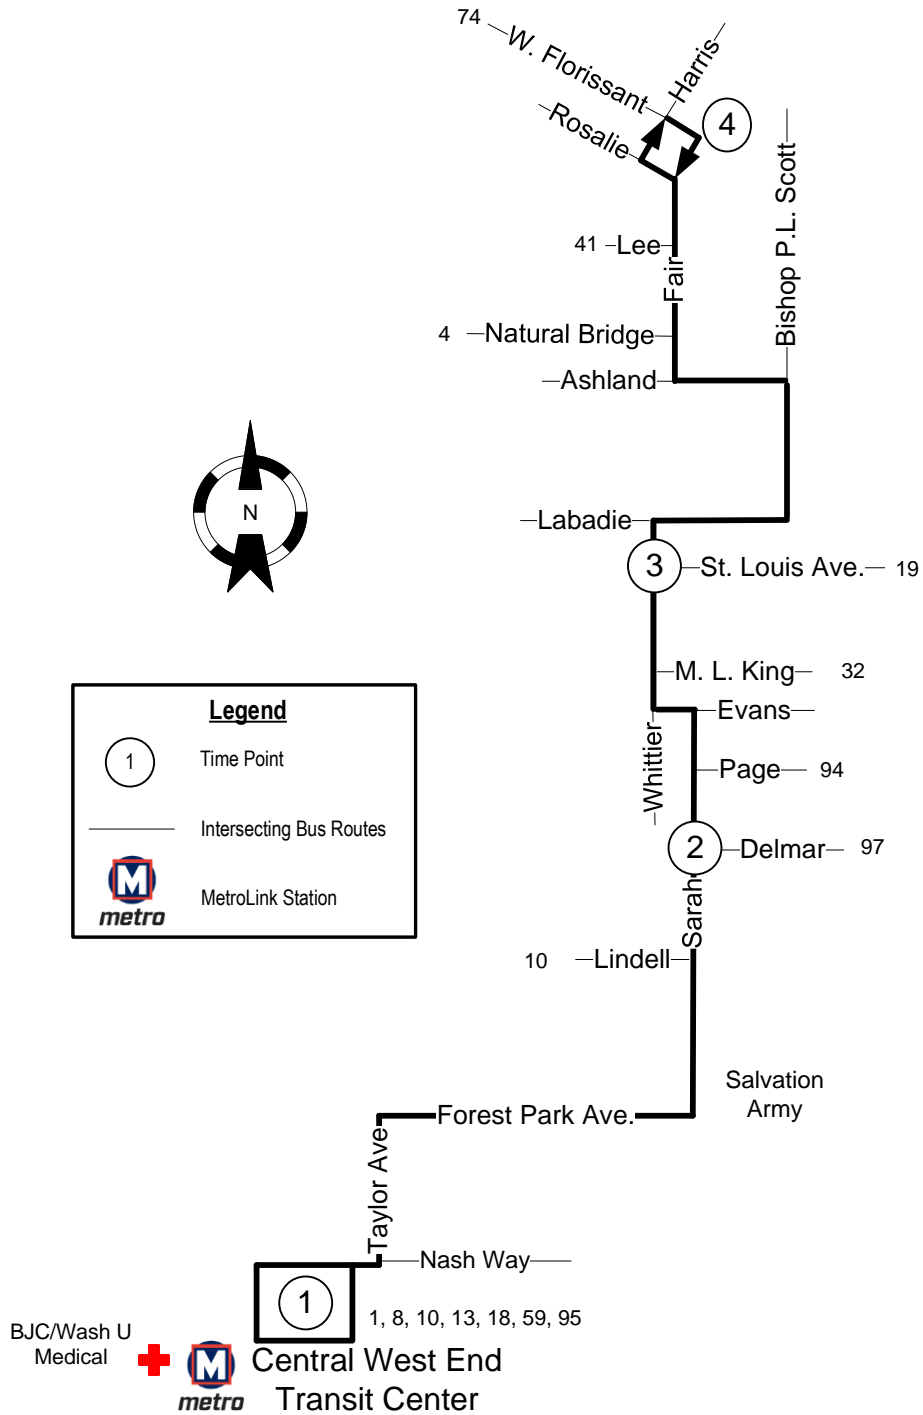 74
W. Florissant
Harris
Rosalie
4
Bishop P.L. Scott
41
Lee
Fair
4
Natural Bridge
Ashland
N
Labadie
3
St. Louis Ave.
19
M. L. King
32
Evans
Whittier
Page
94
2
Delmar
97
Sarah
10
Lindell
Legend
1
Time Point
Intersecting Bus Routes
M
metro
MetroLink Station
Salvation
Army
Forest Park Ave.
Taylor Ave
Nash Way
1
1, 8, 10, 13, 18, 59, 95
BJC/Wash U
Medical
M
metro
Central West End
Transit Center